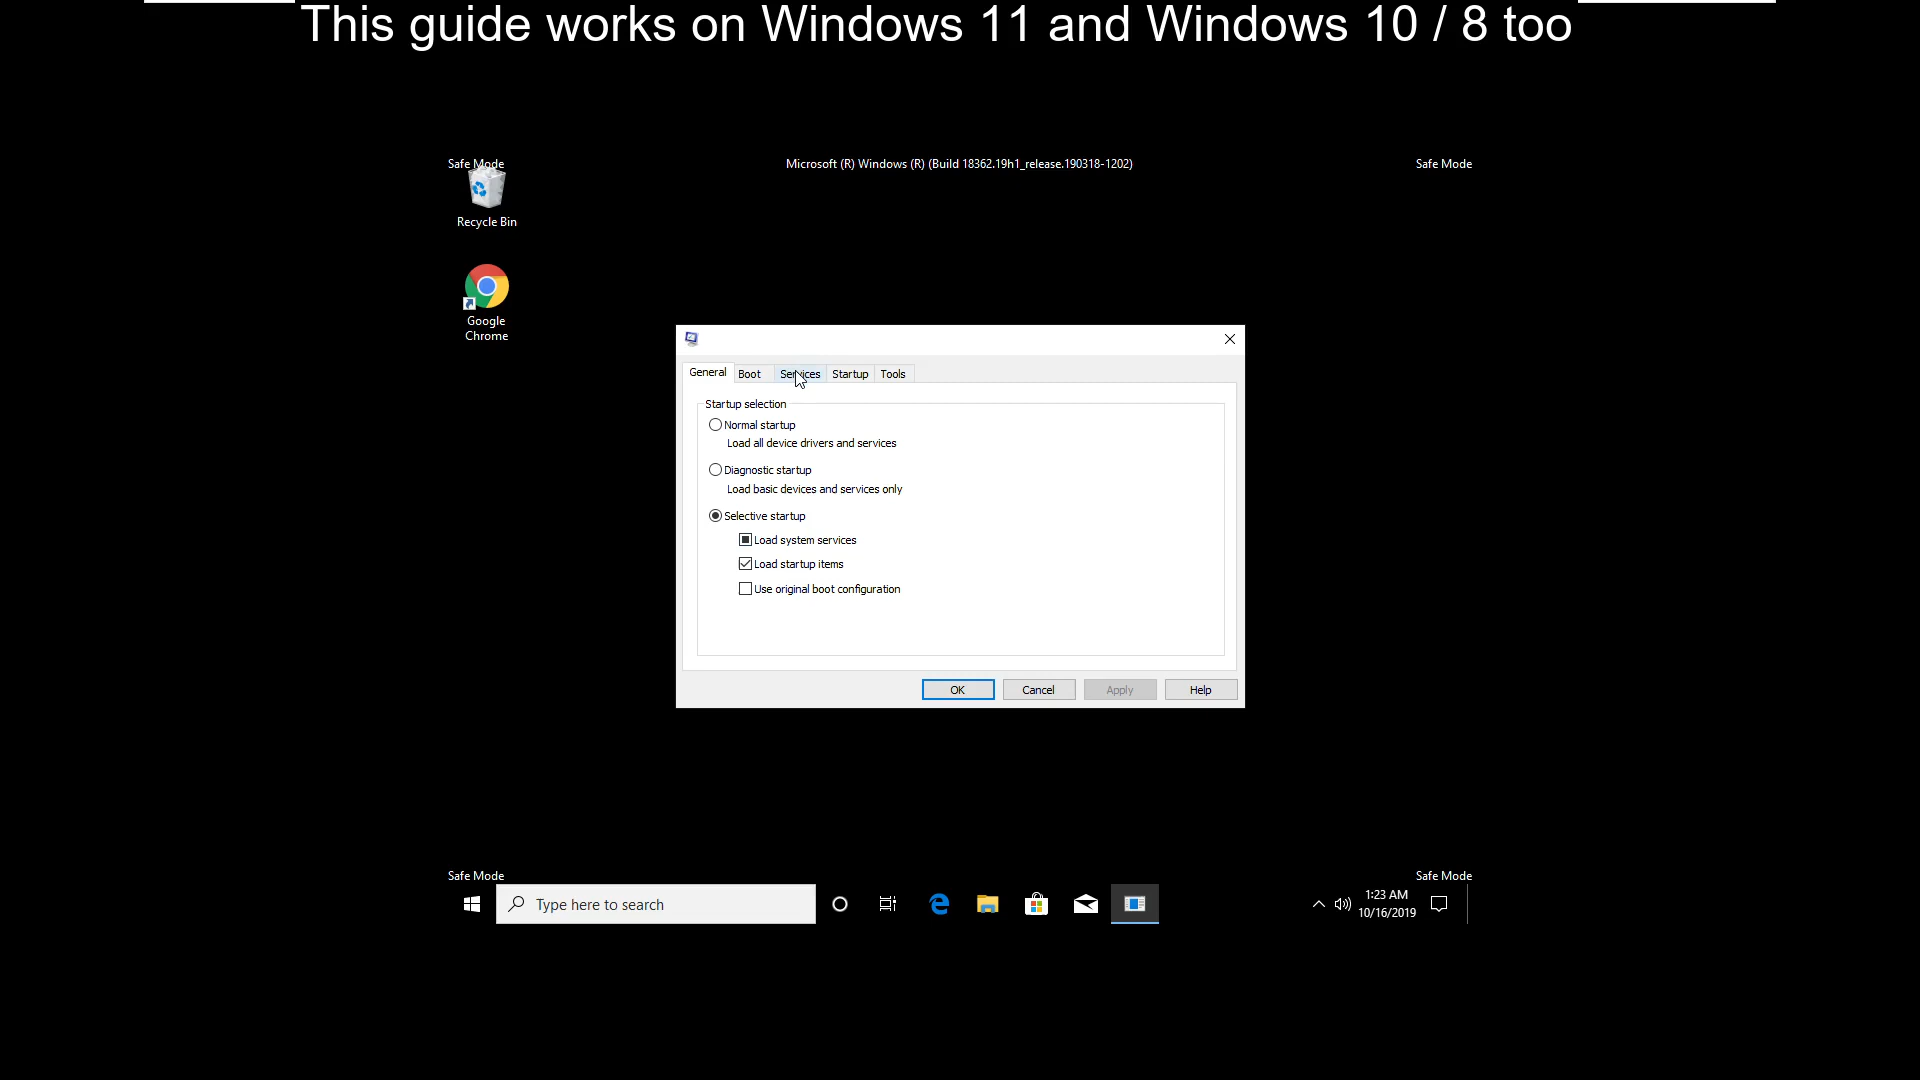 This guide works on Windows 11 and Windows 10 / 8 too
Safe Mode
Microsoft (R) Windows (R) (Build 18362.19h1_release.190318-1202)
Safe Mode
Recycle Bin
Google
Chrome
General
Boot
Services
Startup
Tools
Startup selection
Normal startup
Load all device drivers and services
Diagnostic startup
Load basic devices and services only
Selective startup
Load system services
Load startup items
Use original boot configuration
OK
Cancel
Apply
Help
Safe Mode
Safe Mode
Type here to search
1:23 AM
10/16/2019